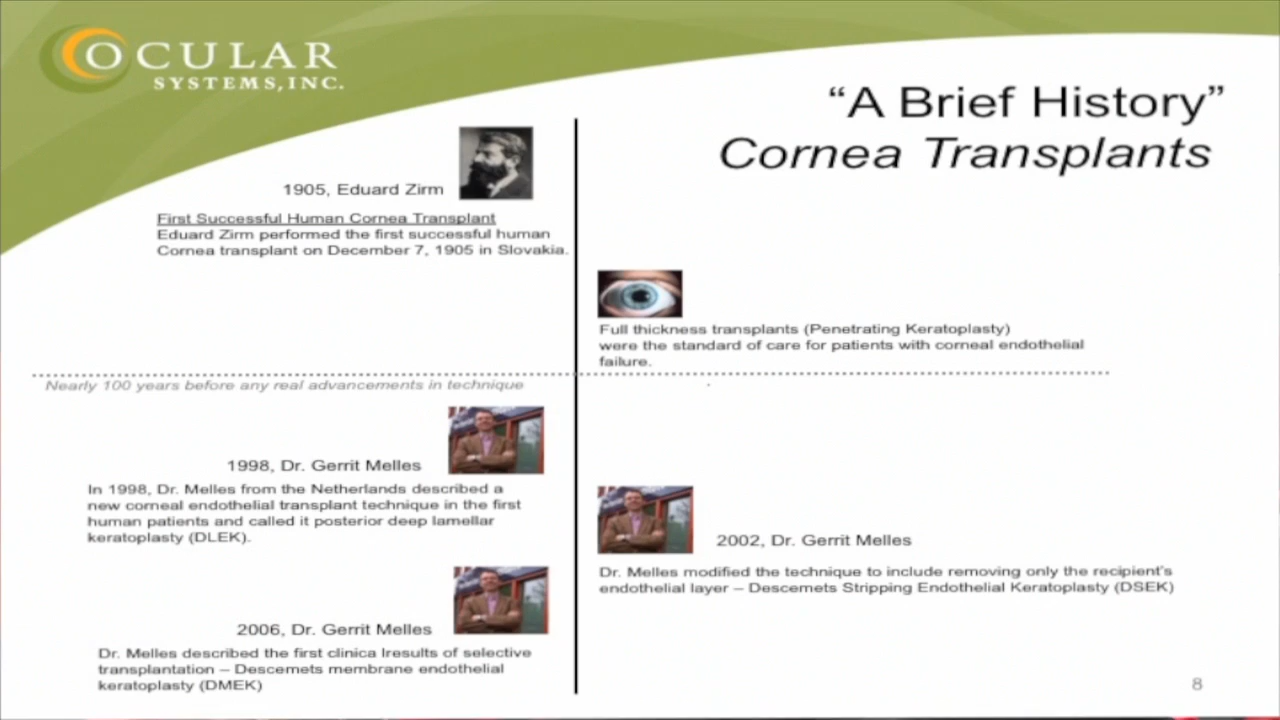 OCULAR
SYSTEMS, INC.
“A Brief History”
Cornea Transplants
1905, Eduard Zirm
First Successful Human Cornea Transplant
Eduard Zirm performed the first successful human
Cornea transplant on December 7, 1905 in Slovakia.
Full thickness transplants (Penetrating Keratoplasty)
were the standard of care for patients with corneal endothelial
failure.
Nearly 100 years before any real advancements in technique
1998, Dr. Gerrit Melles
In 1998, Dr. Melles from the Netherlands described a
new corneal endothelial transplant technique in the first
human patients and called it posterior deep lamellar
keratoplasty (DLEK).
2002, Dr. Gerrit Melles
Dr. Melles modified the technique to include removing only the recipient's
endothelial layer – Descemets Stripping Endothelial Keratoplasty (DSEK)
2006, Dr. Gerrit Melles
Dr. Melles described the first clinica lresults of selective
transplantation – Descemets membrane endothelial
keratoplasty (DMEK)
8